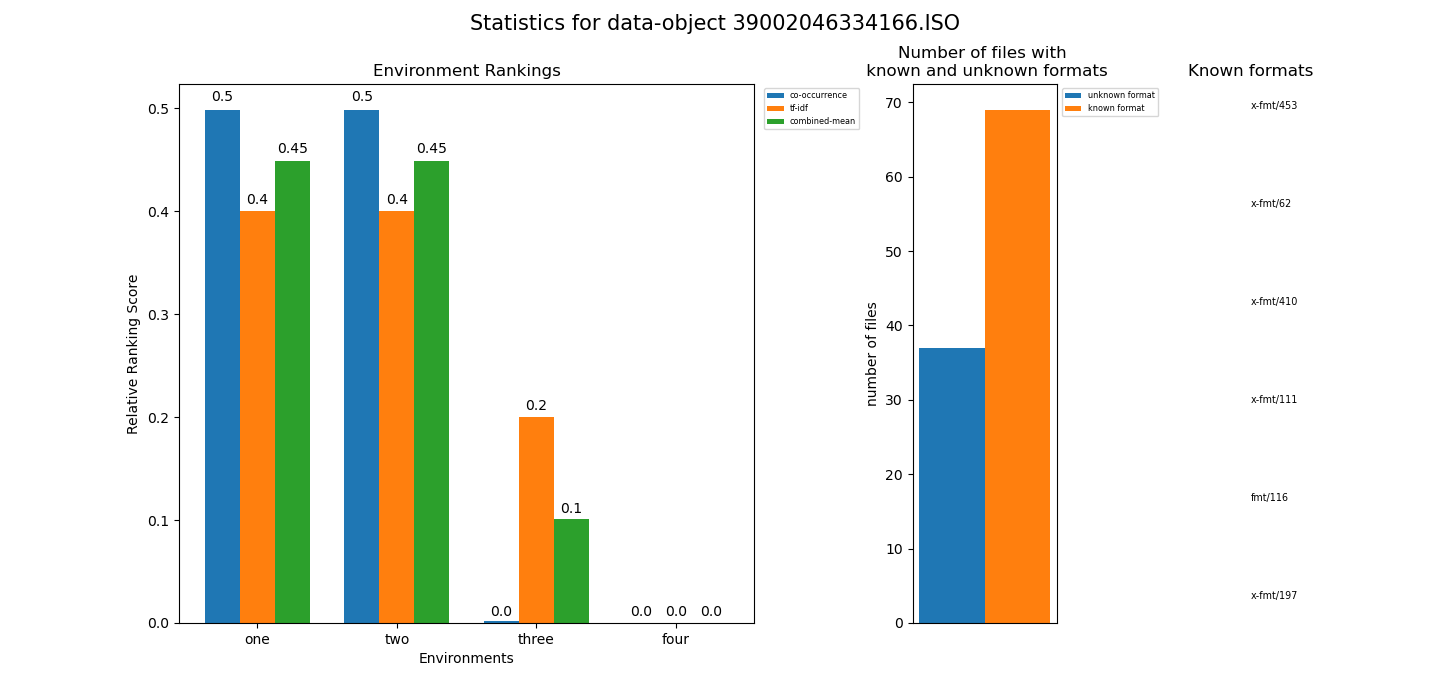 Statistics for data-object 39002046334166.ISO
Environment Rankings
Relative Ranking Score
0.5
0.4
0.3
0.2
0.1
0.0
0.5
0.4
0.45
0.5
0.4
0.45
0.0
0.2
0.1
0.0 0.0 0.0
one two three four
Environments
co-occurrence
tf-idf
combined-mean
Number of files with
known and unknown formats
number of files
70
60
50
40
30
20
10
0
unknown format
known format
Known formats
x-fmt/453
x-fmt/62
x-fmt/410
x-fmt/111
fmt/116
x-fmt/197